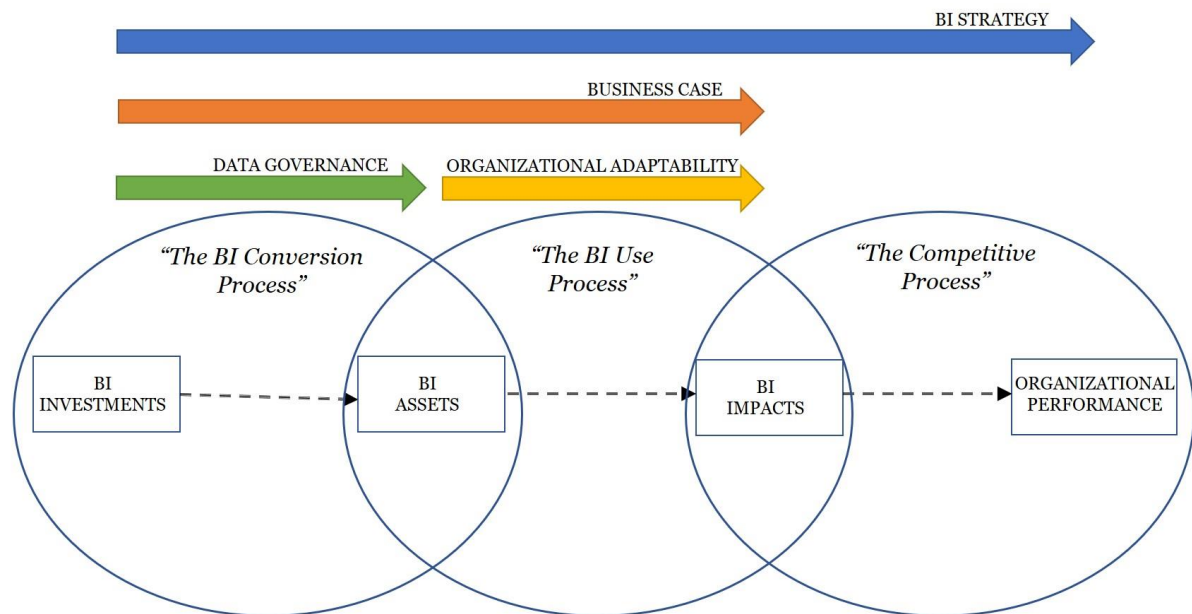 BI STRATEGY
BUSINESS CASE
DATA GOVERNANCE
ORGANIZATIONAL ADAPTABILITY
“The BI Conversion
Process”
“The BI Use
Process”
“The Competitive
Process”
BI
INVESTMENTS
BI
ASSETS
BI
IMPACTS
ORGANIZATIONAL
PERFORMANCE